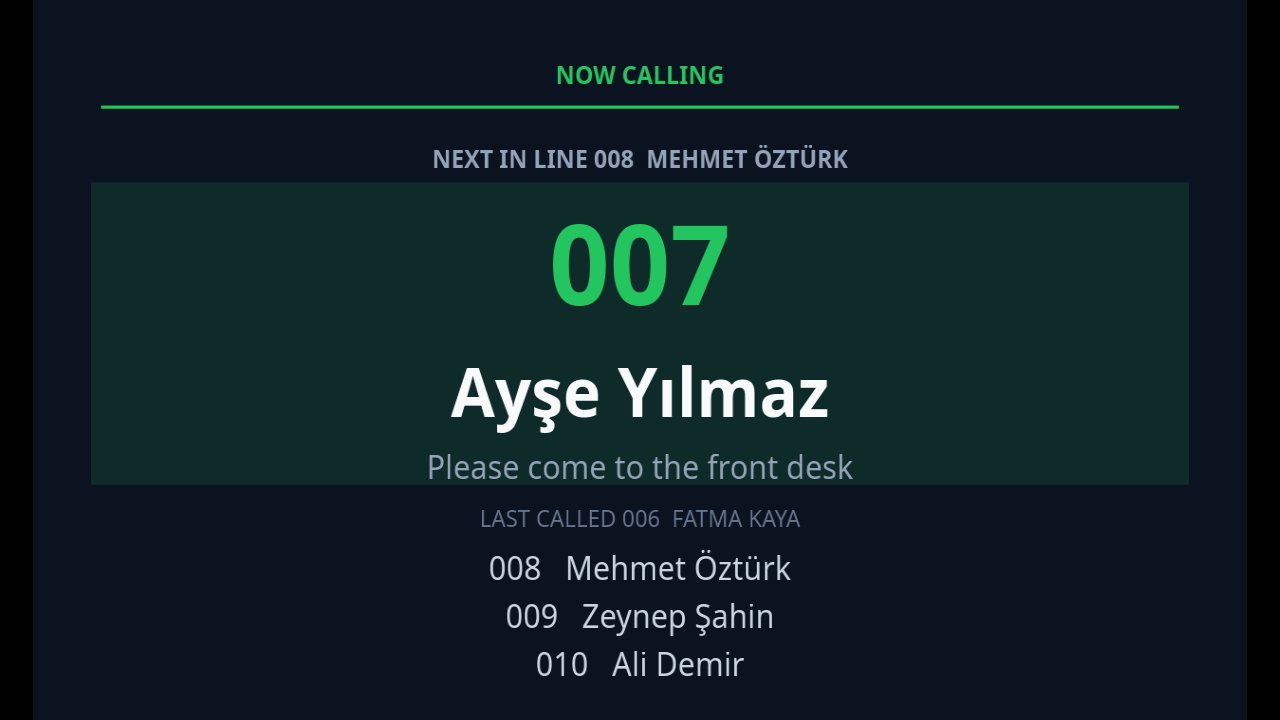 NOW CALLING
NEXT IN LINE 008 MEHMET ÖZTÜRK
007
Ayşe Yılmaz
Please come to the front desk
LAST CALLED 006 FATMA KAYA
008 Mehmet Öztürk
009 Zeynep Şahin
010 Ali Demir